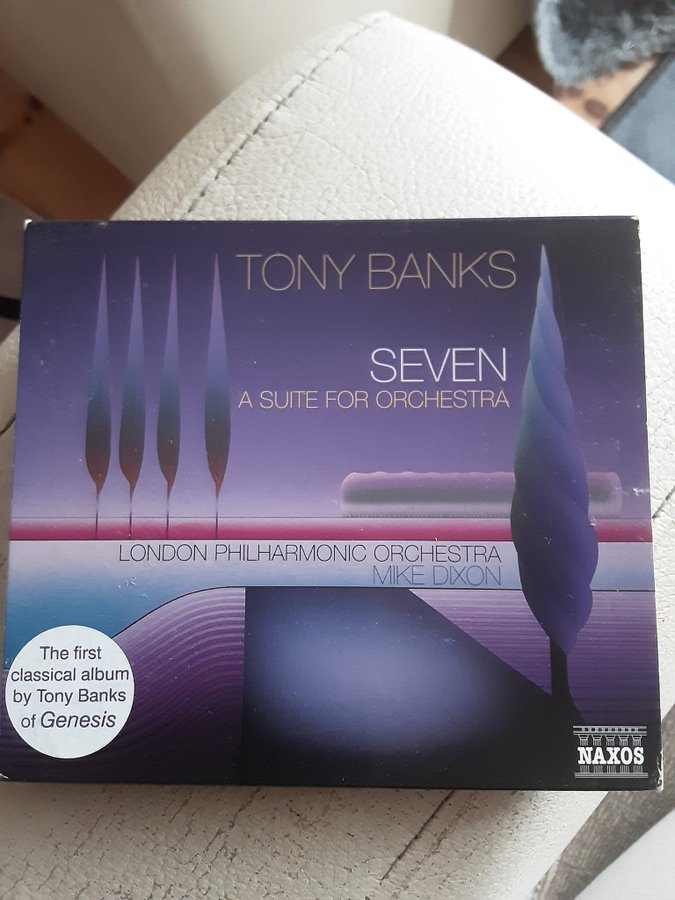 TONY BANKS
SEVEN
A SUITE FOR ORCHESTRA
LONDON PHILHARMONIC ORCHESTRA
MIKE DIXON
The first
classical album
by Tony Banks
of Genesis
NAXOS